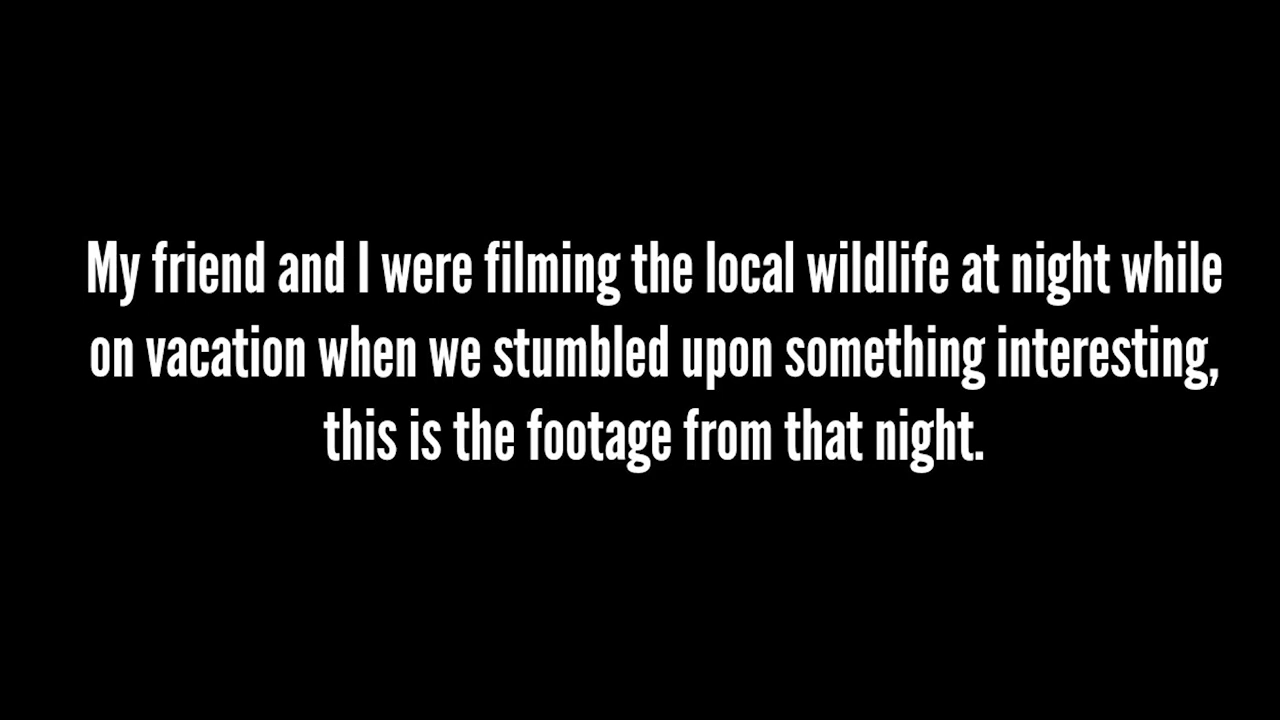 My friend and I were filming the local wildlife at night while
on vacation when we stumbled upon something interesting,
this is the footage from that night.